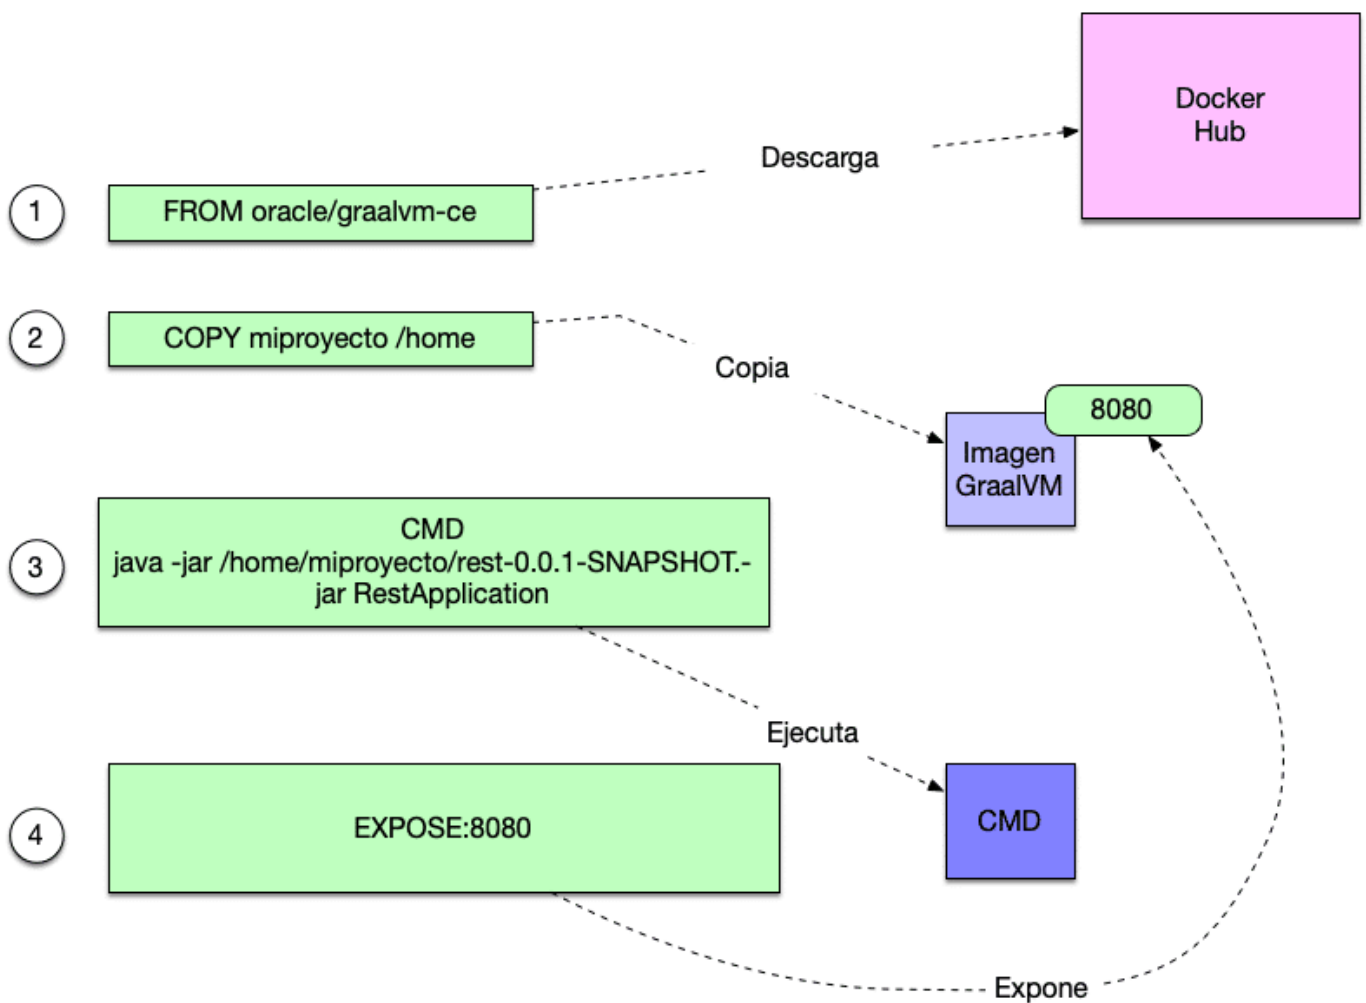 Docker
Hub
Descarga
1
FROM oracle/graalvm-ce
2
COPY miproyecto /home
Copia
8080
Imagen
GraalVM
3
CMD
java -jar /home/miproyecto/rest-0.0.1-SNAPSHOT.-
jar RestApplication
Ejecuta
4
EXPOSE:8080
CMD
Expone